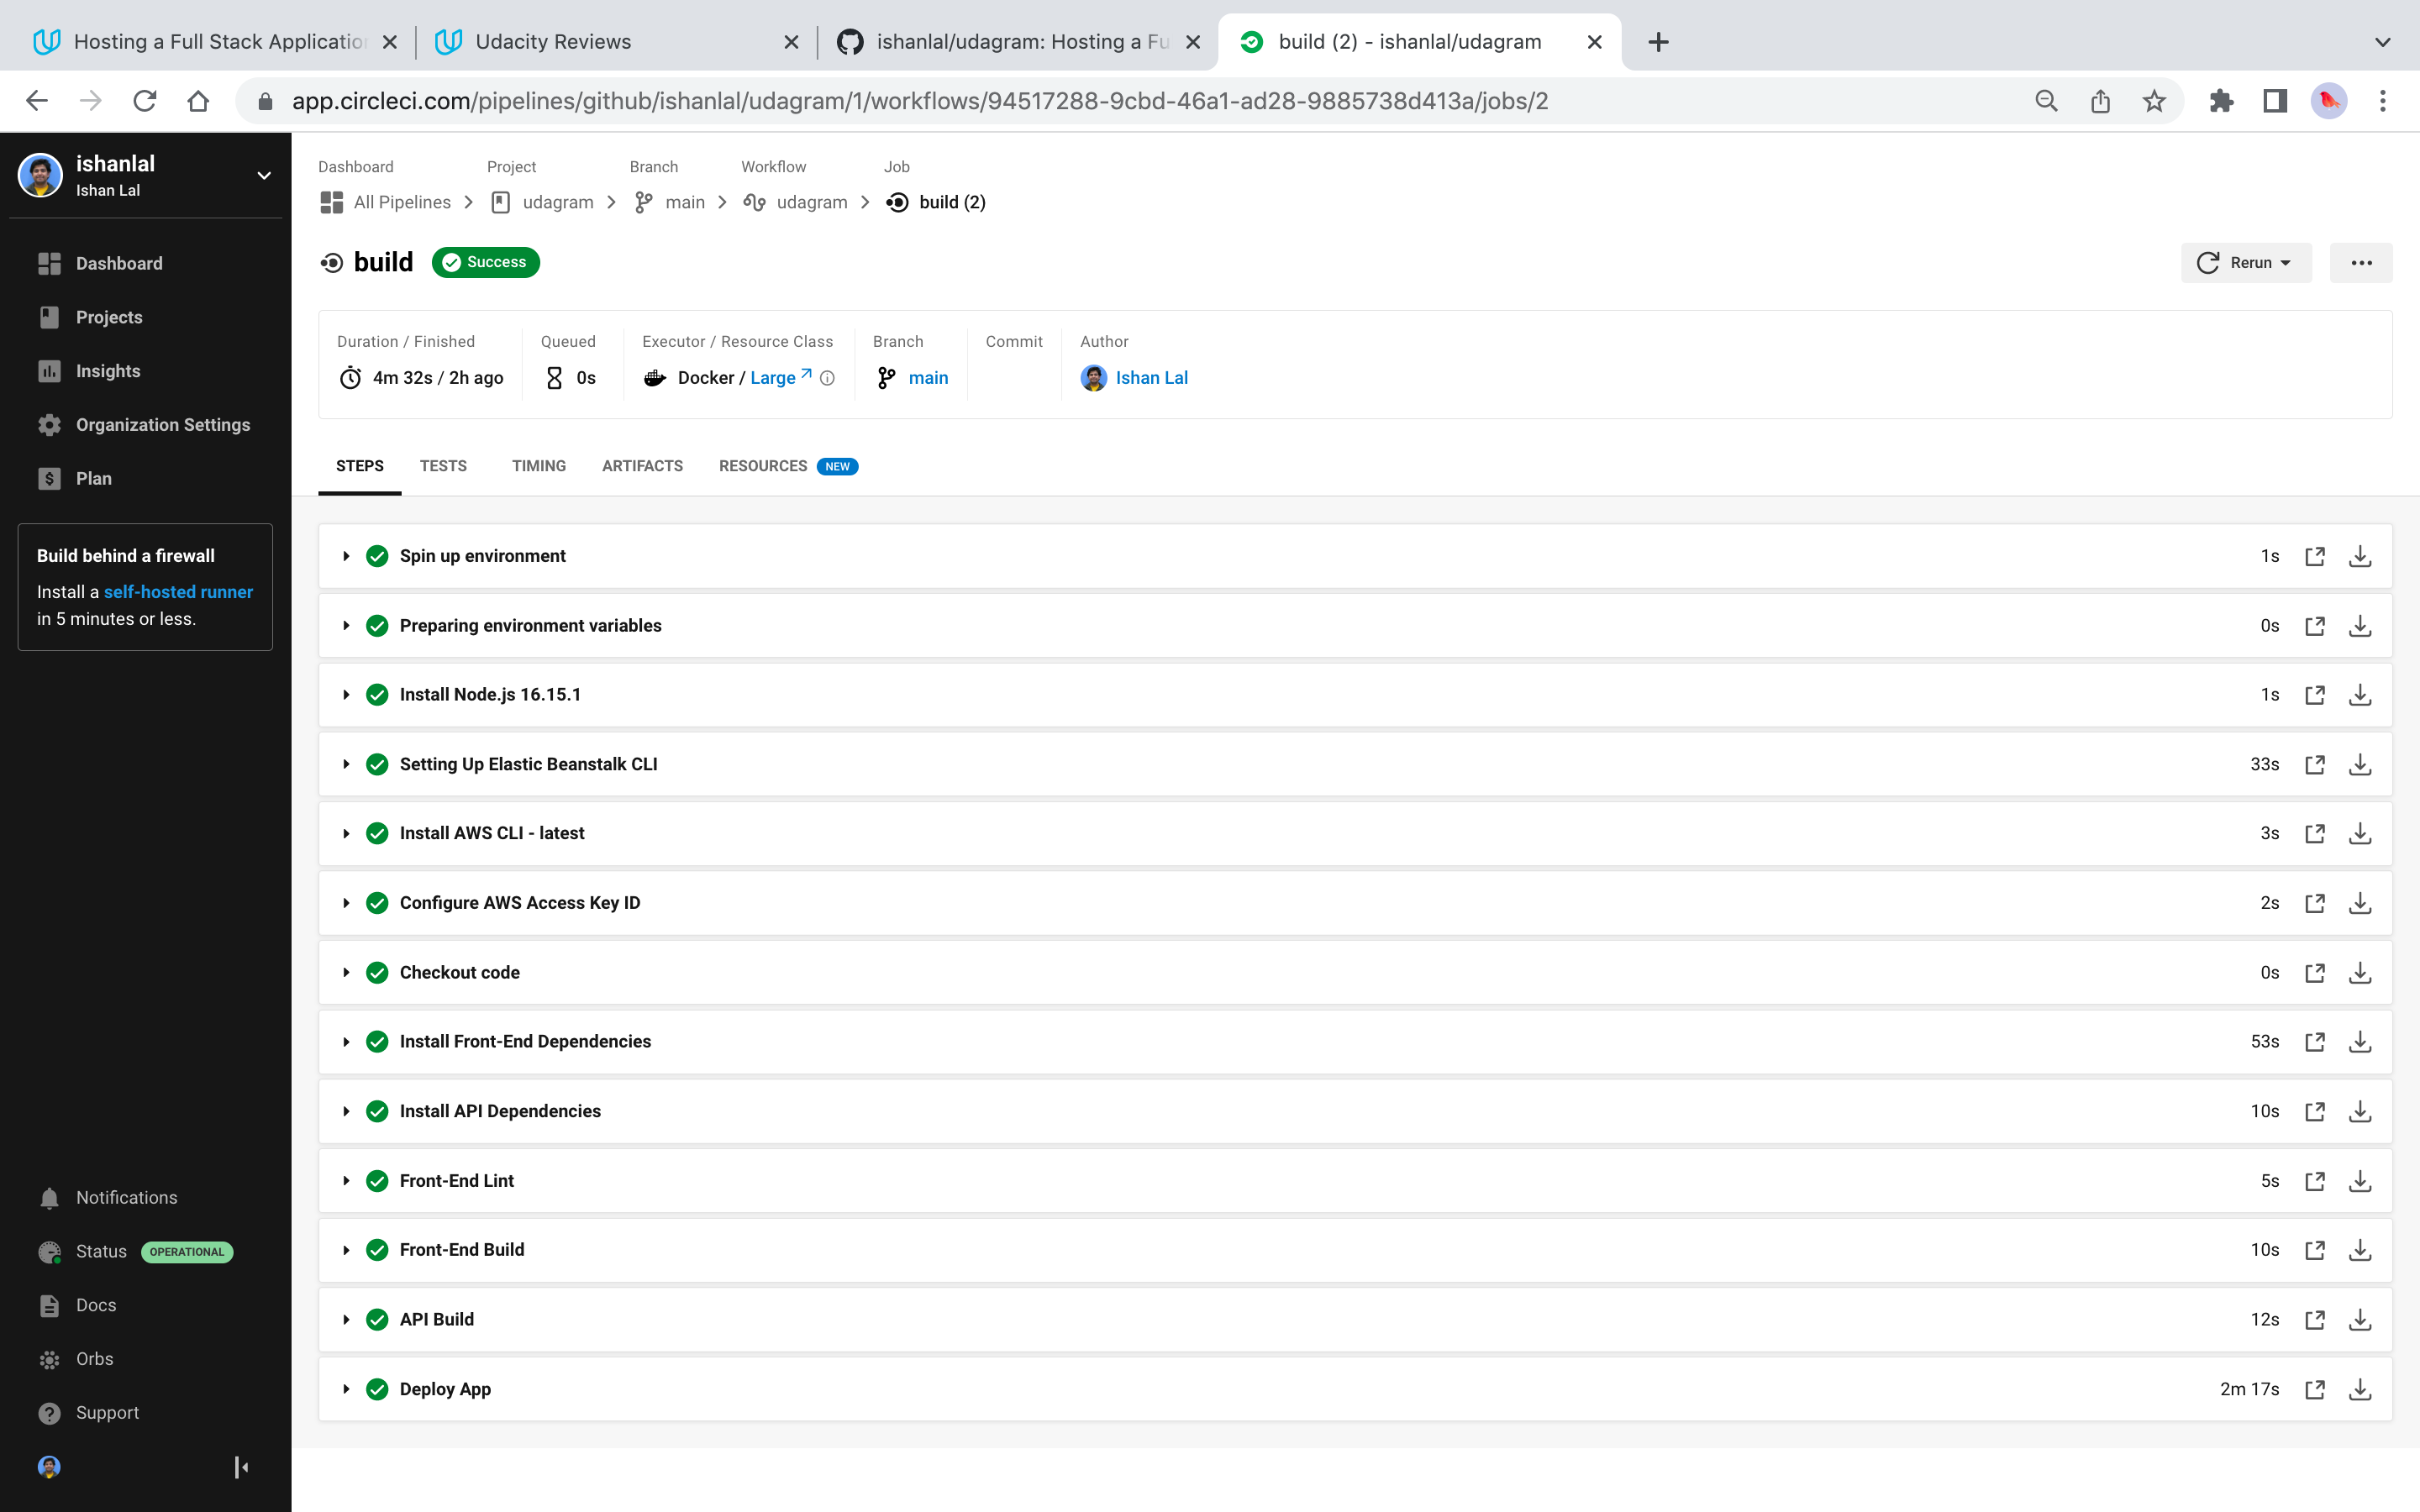 Hosting a Full Stack Application
Udacity Reviews
ishanlal/udagram: Hosting a Fu
build (2) - ishanlal/udagram
app.circleci.com/pipelines/github/ishanlal/udagram/1/workflows/94517288-9cbd-46a1-ad28-9885738d413a/jobs/2
ishanlal
Ishan Lal
Dashboard
Projects
Insights
Organization Settings
Plan
Build behind a firewall
Install a self-hosted runner
in 5 minutes or less.
Notifications
Status OPERATIONAL
Docs
Orbs
Support
Dashboard Project Branch Workflow Job
All Pipelines udagram main udagram build (2)
build Success
Rerun
Duration / Finished Queued Executor / Resource Class Branch Commit Author
4m 32s / 2h ago 0s Docker / Large main Ishan Lal
STEPS TESTS TIMING ARTIFACTS RESOURCES NEW
Spin up environment 1s
Preparing environment variables 0s
Install Node.js 16.15.1 1s
Setting Up Elastic Beanstalk CLI 33s
Install AWS CLI - latest 3s
Configure AWS Access Key ID 2s
Checkout code 0s
Install Front-End Dependencies 53s
Install API Dependencies 10s
Front-End Lint 5s
Front-End Build 10s
API Build 12s
Deploy App 2m 17s